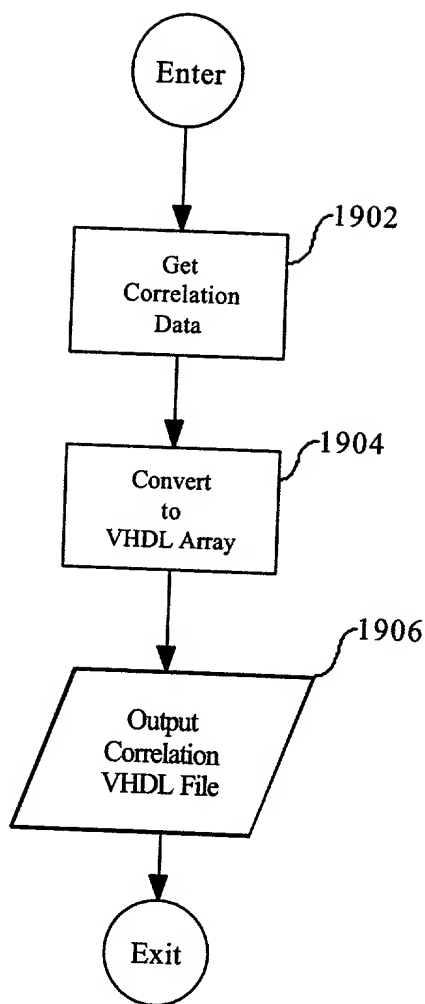 Enter
1902
Get
Correlation
Data
1904
Convert
to
VHDL Array
1906
Output
Correlation
VHDL File
Exit